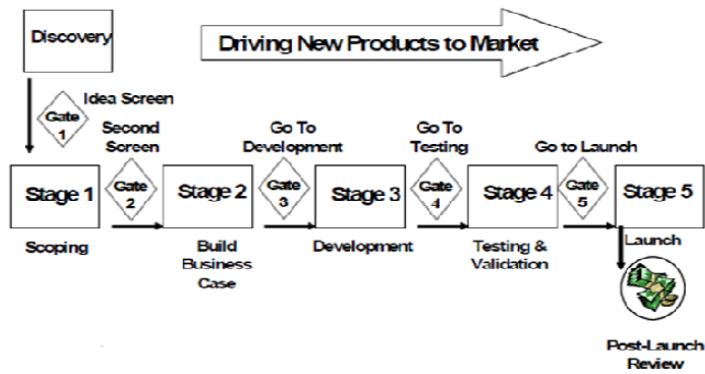 Discovery
Driving New Products to Market
Idea Screen
Gate
1
Second
Screen
Go To
Development
Go To
Testing
Go to Launch
Stage 1
Gate
2
Stage 2
Gate
3
Stage 3
Gate
4
Stage 4
Gate
5
Stage 5
Scoping
Build
Business
Case
Development
Testing &
Validation
Launch
Post-Launch
Review